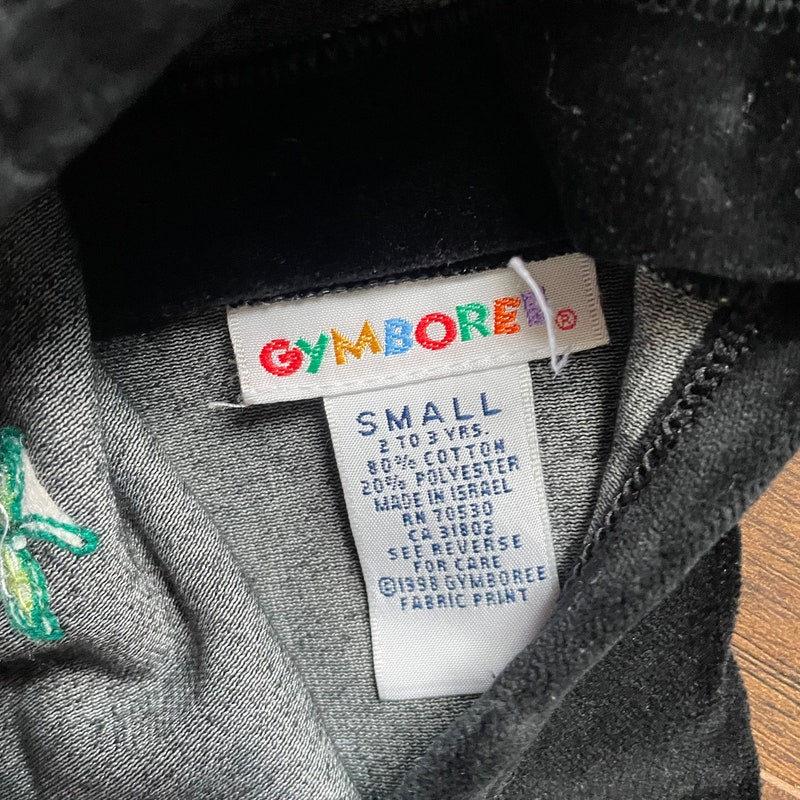 GYMBOREE®
SMALL
2 TO 3 YRS.
80% COTTON
20% POLYESTER
MADE IN ISRAEL
RN 70530
CA 31802
SEE REVERSE
FOR CARE
©1998 GYMBOREE
FABRIC PRINT